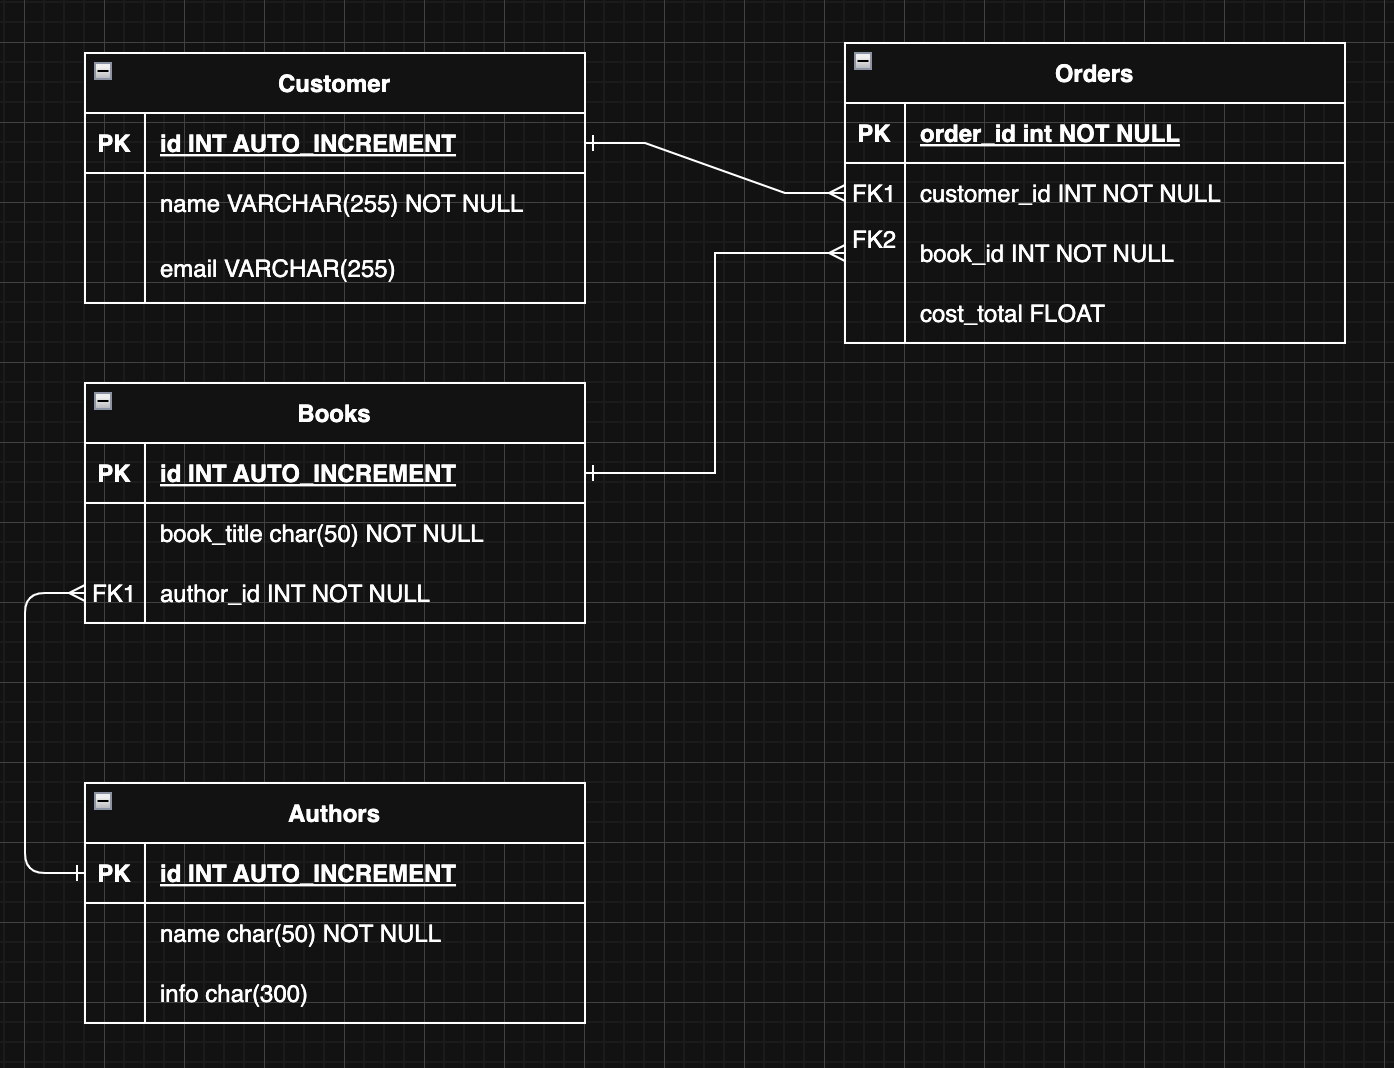 Customer
PK id INT AUTO_INCREMENT
name VARCHAR(255) NOT NULL
email VARCHAR(255)
Orders
PK order_id int NOT NULL
FK1 customer_id INT NOT NULL
FK2 book_id INT NOT NULL
cost_total FLOAT
Books
PK id INT AUTO_INCREMENT
book_title char(50) NOT NULL
FK1 author_id INT NOT NULL
Authors
PK id INT AUTO_INCREMENT
name char(50) NOT NULL
info char(300)